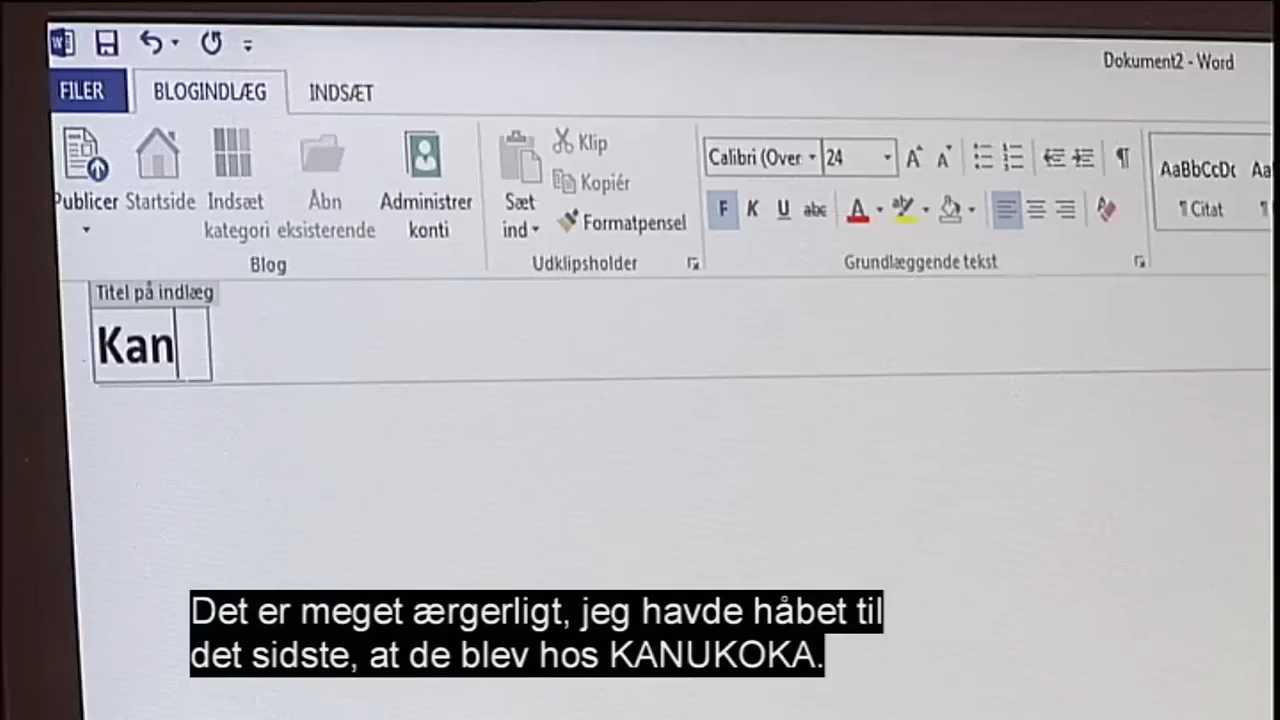 Dokument2 - Word
FILER BLOGINDLÆG INDSÆT
Publicer Startside Indsæt kategori Åbn eksisterende Administrer konti
Blog
Sæt ind
Klip
Kopiér
Formatpensel
Udklipsholder
Calibri (Over 24
F K U abc A aby
Grundlæggende tekst
AaBbCcDc Aa
¶ Citat ¶
Titel på indlæg
Kan
Det er meget ærgerligt, jeg havde håbet til
det sidste, at de blev hos KANUKOKA.